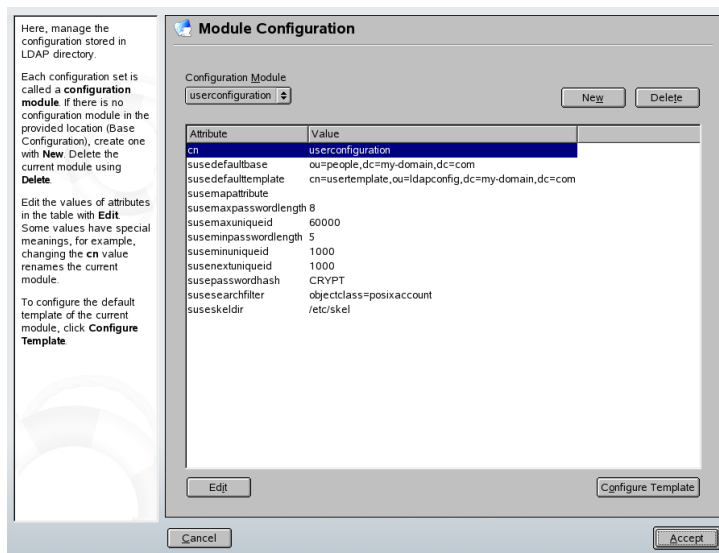 Here, manage the
configuration stored in
LDAP directory.
Each configuration set is
called a configuration
module. If there is no
configuration module in the
provided location (Base
Configuration), create one
with New. Delete the
current module using
Delete.
Edit the values of attributes
in the table with Edit.
Some values have special
meanings, for example,
changing the cn value
renames the current
module.
To configure the default
template of the current
module, click Configure
Template.
Module Configuration
Configuration Module
userconfiguration
New
Delete
Attribute Value
cn userconfiguration
susedefaultbase ou=people,dc=my-domain,dc=com
susedefaulttemplate cn=usertemplate,ou=ldapconfig,dc=my-domain,dc=com
susemapattribute
susemaxpasswordlength 8
susemaxuniqueid 60000
suseminpasswordlength 5
suseminuniqueid 1000
susenextuniqueid 1000
susepasswordhash CRYPT
susesearchfilter objectclass=posixaccount
suseskeldir /etc/skel
Edit
Configure Template
Cancel
Accept